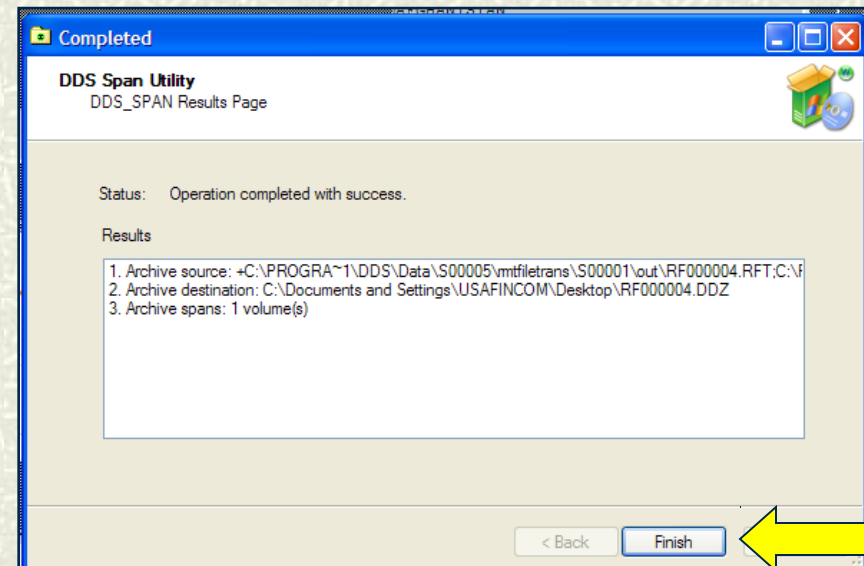 Completed
DDS Span Utility
DDS_SPAN Results Page
Status: Operation completed with success.
Results
1. Archive source: +C:\PROGRA~1\DDS\Data\S00005\mtfiletrans\S00001\out\RF000004.RFT;C:\
2. Archive destination: C:\Documents and Settings\USAFINCOM\Desktop\RF000004.DDZ
3. Archive spans: 1 volume(s)
< Back
Finish